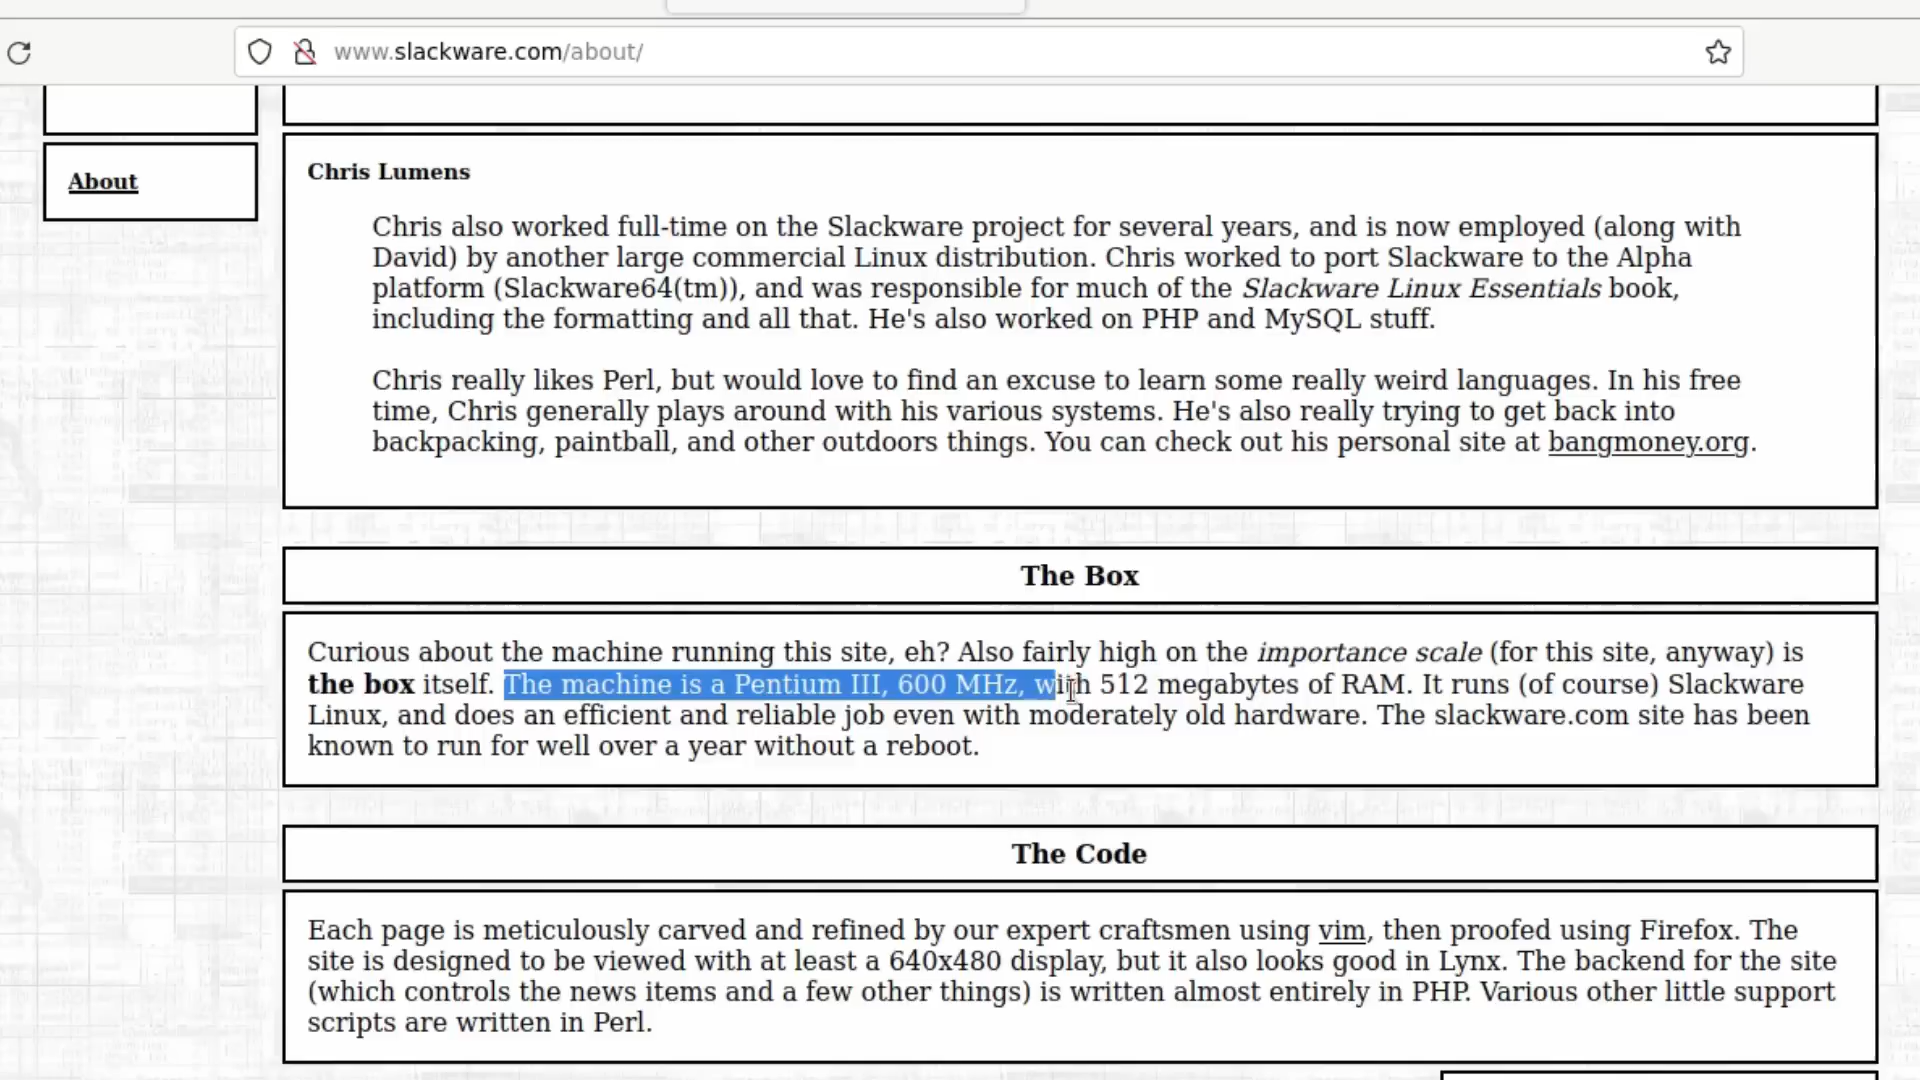 www.slackware.com/about/
About
Chris Lumens
Chris also worked full-time on the Slackware project for several years, and is now employed (along with
David) by another large commercial Linux distribution. Chris worked to port Slackware to the Alpha
platform (Slackware64(tm)), and was responsible for much of the Slackware Linux Essentials book,
including the formatting and all that. He's also worked on PHP and MySQL stuff.
Chris really likes Perl, but would love to find an excuse to learn some really weird languages. In his free
time, Chris generally plays around with his various systems. He's also really trying to get back into
backpacking, paintball, and other outdoors things. You can check out his personal site at bangmoney.org.
The Box
Curious about the machine running this site, eh? Also fairly high on the importance scale (for this site, anyway) is
the box itself. The machine is a Pentium III, 600 MHz, with 512 megabytes of RAM. It runs (of course) Slackware
Linux, and does an efficient and reliable job even with moderately old hardware. The slackware.com site has been
known to run for well over a year without a reboot.
The Code
Each page is meticulously carved and refined by our expert craftsmen using vim, then proofed using Firefox. The
site is designed to be viewed with at least a 640x480 display, but it also looks good in Lynx. The backend for the site
(which controls the news items and a few other things) is written almost entirely in PHP. Various other little support
scripts are written in Perl.